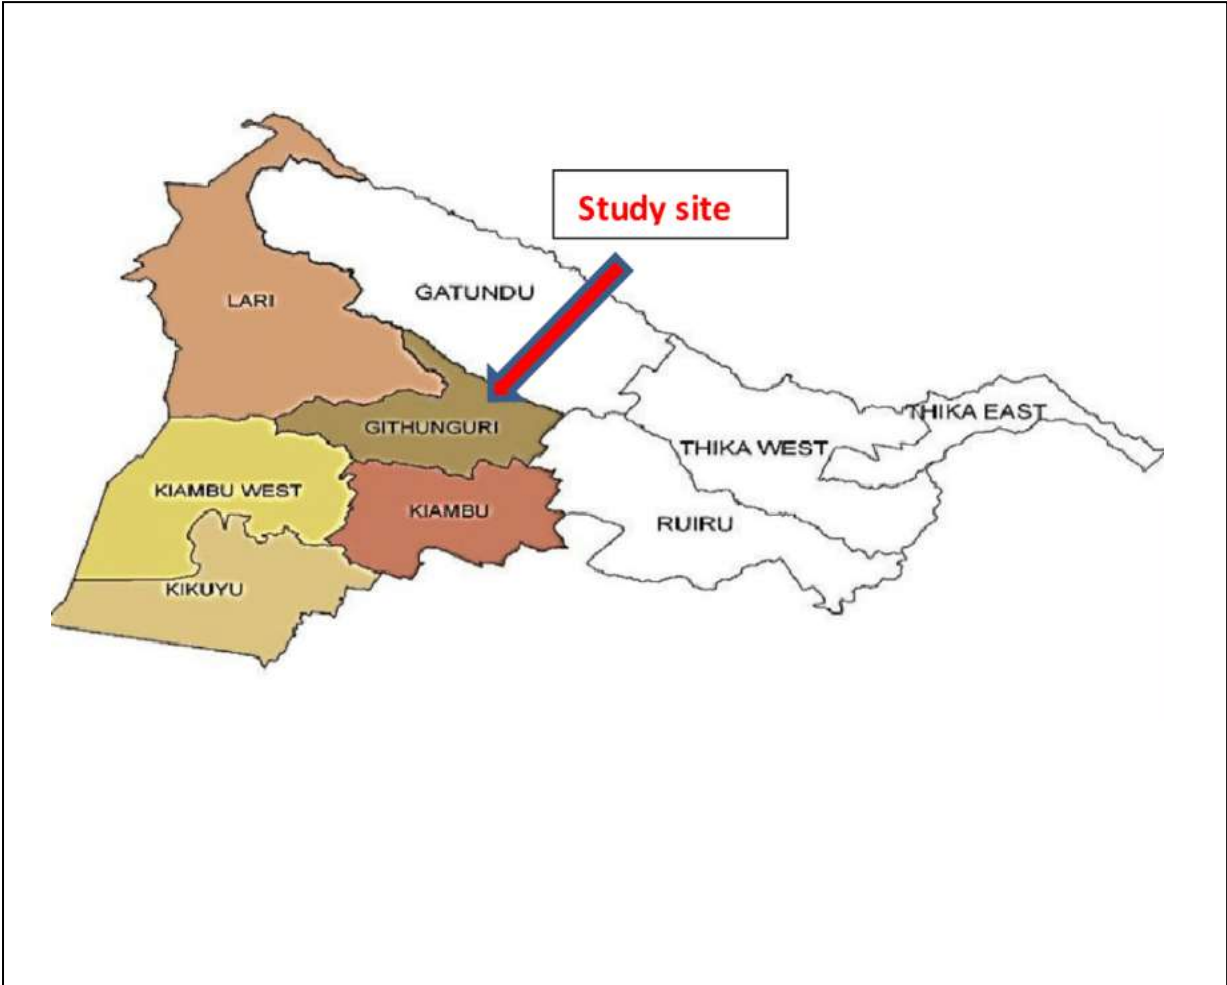 Study site
LARI
GATUNDU
GITHUNGURI
THIKA EAST
THIKA WEST
KIAMBU WEST
KIAMBU
RUIRU
KIKUYU